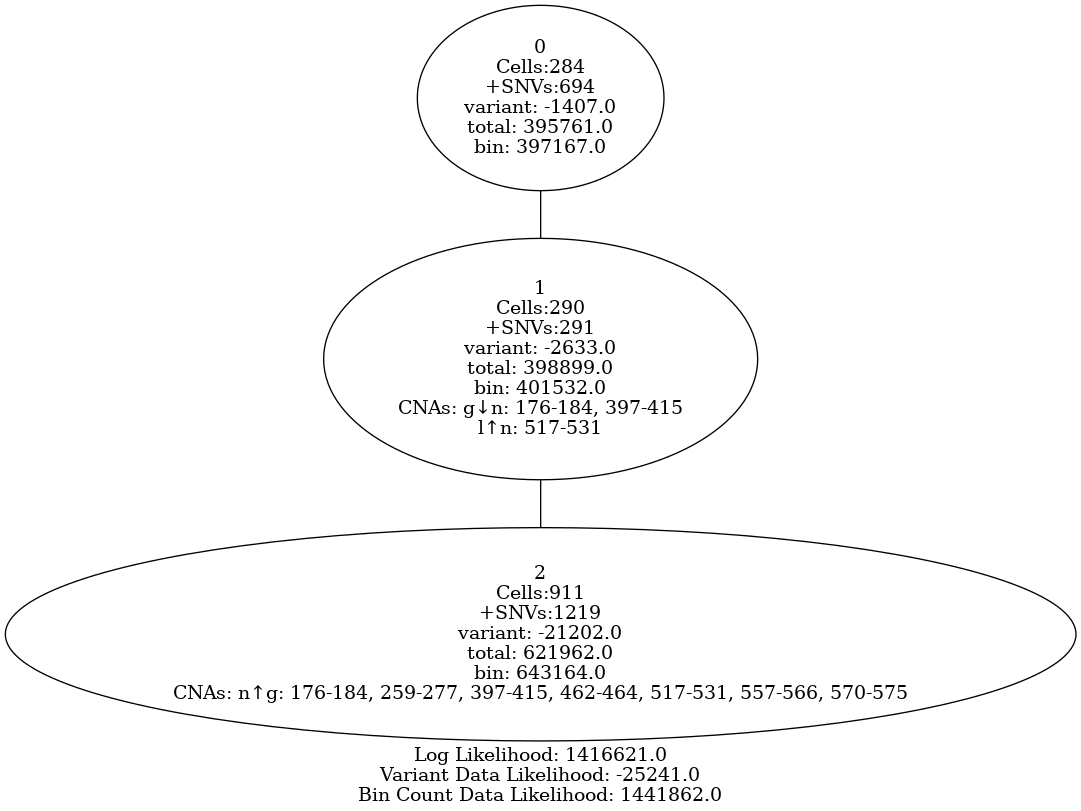 0
Cells:284
+SNVs:694
variant: -1407.0
total: 395761.0
bin: 397167.0
1
Cells:290
+SNVs:291
variant: -2633.0
total: 398899.0
bin: 401532.0
CNAs: g↓n: 176-184, 397-415
l↑n: 517-531
2
Cells:911
+SNVs:1219
variant: -21202.0
total: 621962.0
bin: 643164.0
CNAs: n↑g: 176-184, 259-277, 397-415, 462-464, 517-531, 557-566, 570-575
Log Likelihood: 1416621.0
Variant Data Likelihood: -25241.0
Bin Count Data Likelihood: 1441862.0